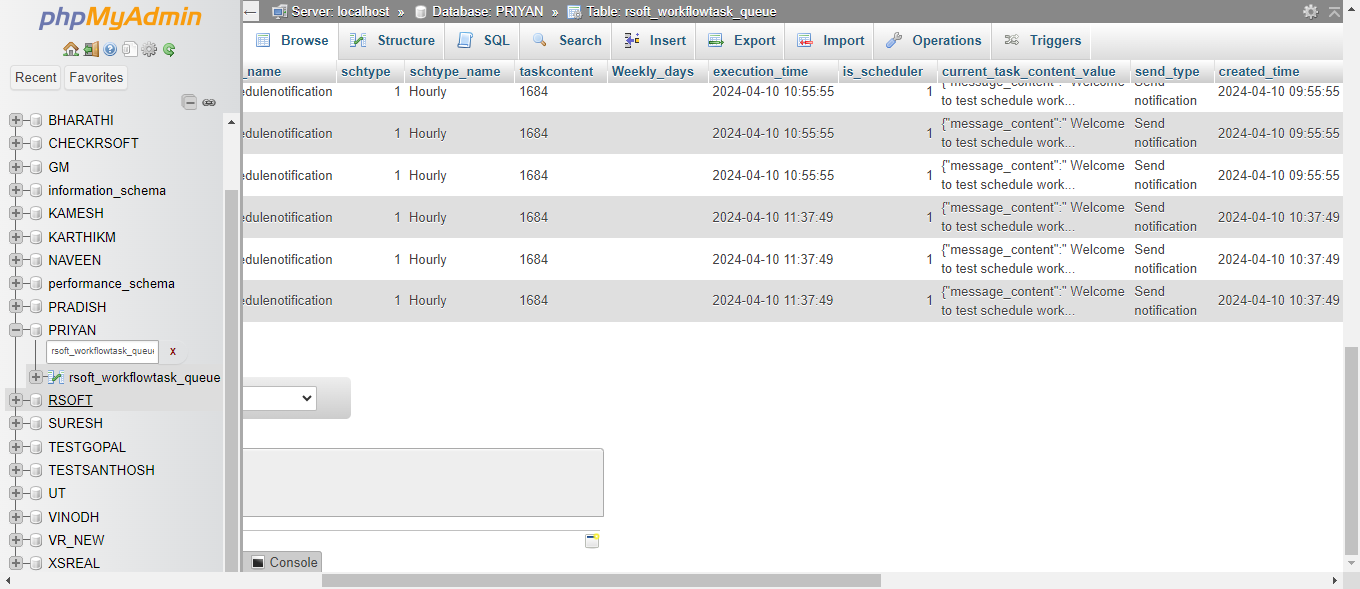 phpMyAdmin
Recent
Favorites
BHARATHI
CHECKRSOFT
GM
information_schema
KAMESH
KARTHIKM
NAVEEN
performance_schema
PRADISH
PRIYAN
rsoft_workflowtask_queu
x
rsoft_workflowtask_queue
RSOFT
SURESH
TESTGOPAL
TESTSANTHOSH
UT
VINODH
VR_NEW
XSREAL
Server: localhost » Database: PRIYAN » Table: rsoft_workflowtask_queue
Browse Structure SQL Search Insert Export Import Operations Triggers
_name schtype schtype_name taskcontent Weekly_days execution_time is_scheduler current_task_content_value send_type created_time
edulenotification 1 Hourly 1684 2024-04-10 10:55:55 1 {"message_content":" Welcome to test schedule work... Send notification 2024-04-10 09:55:55
edulenotification 1 Hourly 1684 2024-04-10 10:55:55 1 {"message_content":" Welcome to test schedule work... Send notification 2024-04-10 09:55:55
edulenotification 1 Hourly 1684 2024-04-10 10:55:55 1 {"message_content":" Welcome to test schedule work... Send notification 2024-04-10 09:55:55
edulenotification 1 Hourly 1684 2024-04-10 11:37:49 1 {"message_content":" Welcome to test schedule work... Send notification 2024-04-10 10:37:49
edulenotification 1 Hourly 1684 2024-04-10 11:37:49 1 {"message_content":" Welcome to test schedule work... Send notification 2024-04-10 10:37:49
edulenotification 1 Hourly 1684 2024-04-10 11:37:49 1 {"message_content":" Welcome to test schedule work... Send notification 2024-04-10 10:37:49
Console